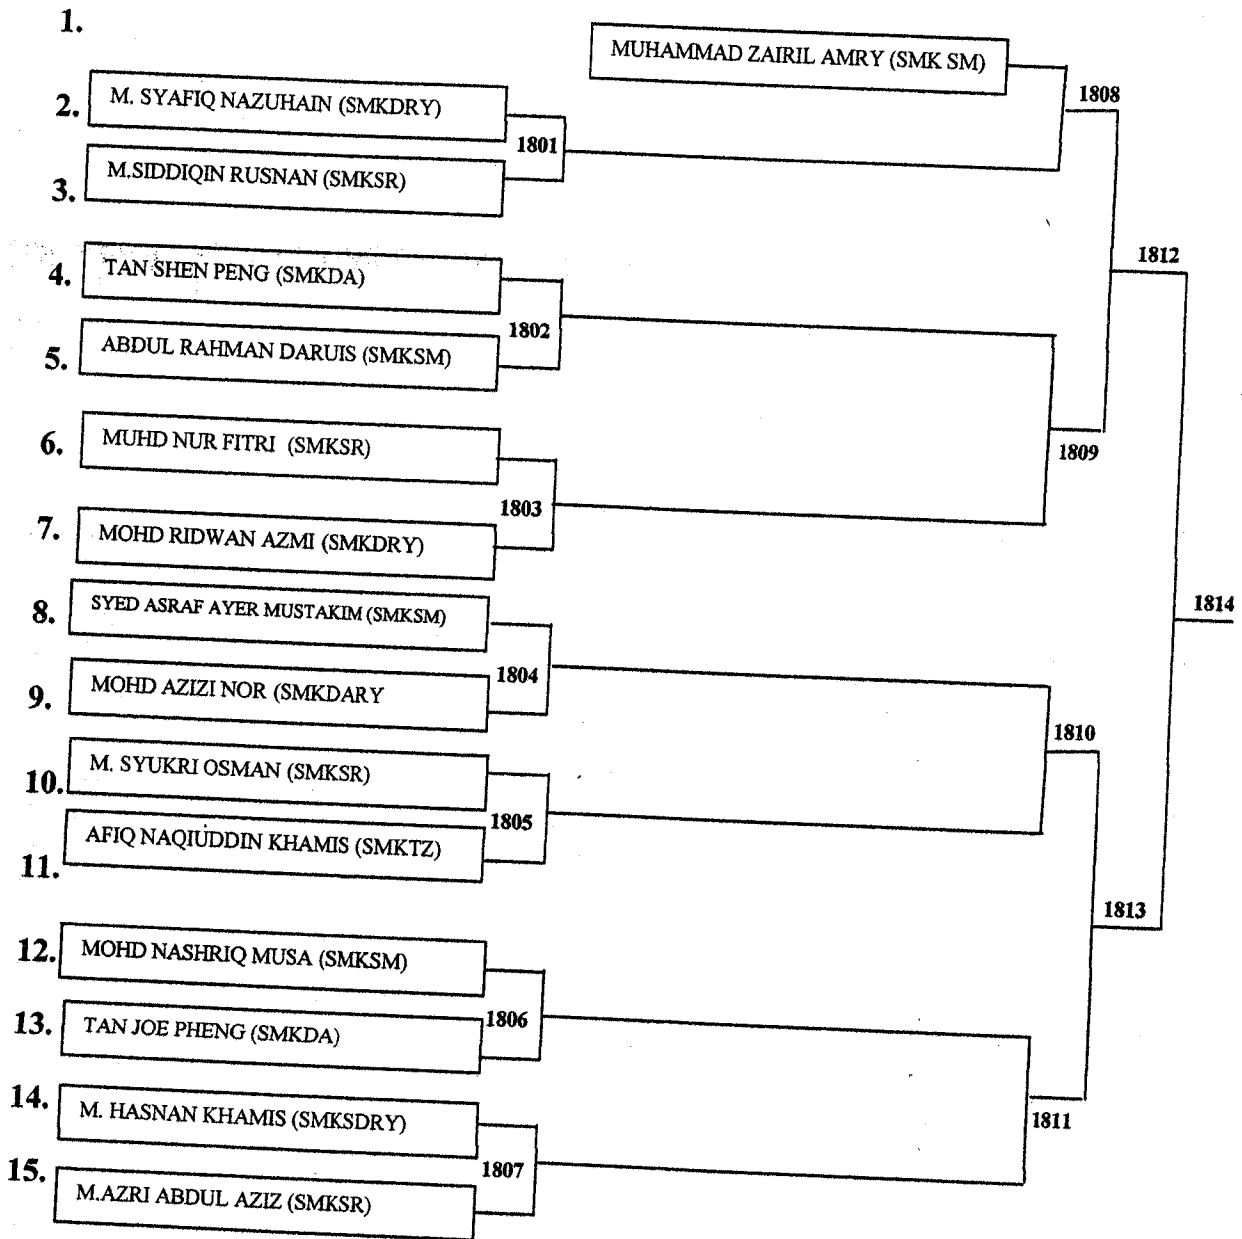 1.
MUHAMMAD ZAIRIL AMRY (SMK SM)
1808
2. M. SYAFIQ NAZUHAIN (SMKDRY)
1801
3. M.SIDDIQIN RUSNAN (SMKSR)
1812
4. TAN SHEN PENG (SMKDA)
1802
5. ABDUL RAHMAN DARUIS (SMKSM)
6. MUHD NUR FITRI (SMKSR)
1809
1803
7. MOHD RIDWAN AZMI (SMKDRY)
8. SYED ASRAF AYER MUSTAKIM (SMKSM)
1814
1804
9. MOHD AZIZI NOR (SMKDARY
1810
10. M. SYUKRI OSMAN (SMKSR)
1805
11. AFIQ NAQIUDDIN KHAMIS (SMKTZ)
1813
12. MOHD NASHRIQ MUSA (SMKSM)
1806
13. TAN JOE PHENG (SMKDA)
14. M. HASNAN KHAMIS (SMKSDRY)
1811
1807
15. M.AZRI ABDUL AZIZ (SMKSR)